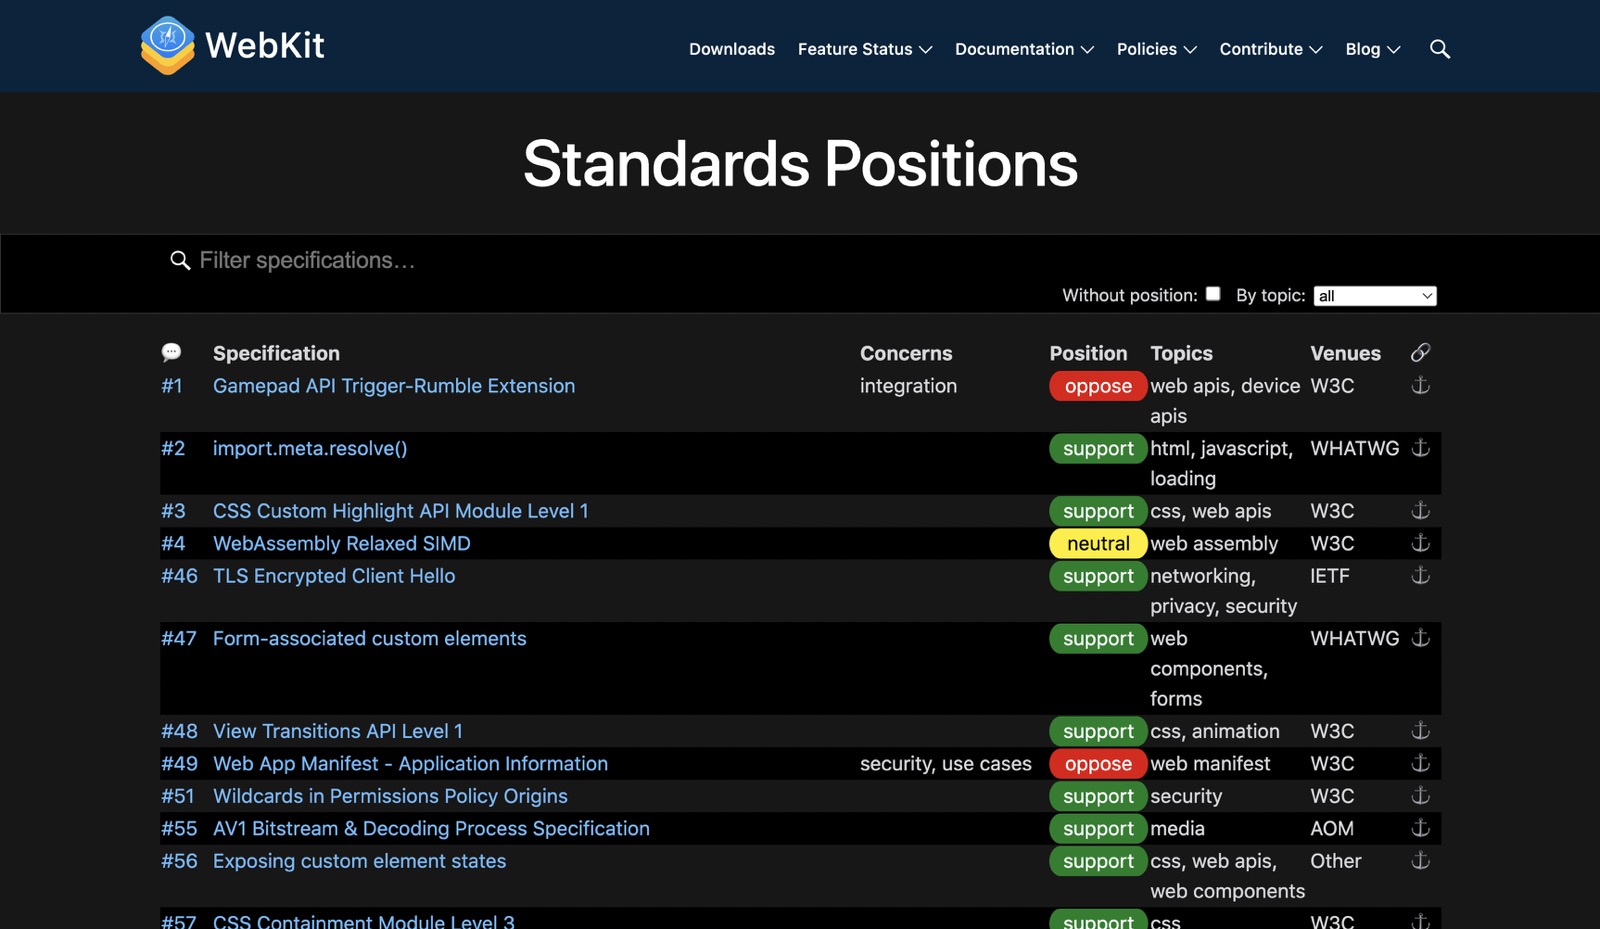 WebKit
Downloads Feature Status Documentation Policies Contribute Blog
Standards Positions
Filter specifications…
Without position: By topic: all
Specification Concerns Position Topics Venues
#1 Gamepad API Trigger-Rumble Extension integration oppose web apis, device W3C
apis
#2 import.meta.resolve() support html, javascript, WHATWG
loading
#3 CSS Custom Highlight API Module Level 1 support css, web apis W3C
#4 WebAssembly Relaxed SIMD neutral web assembly W3C
#46 TLS Encrypted Client Hello support networking, IETF
privacy, security
#47 Form-associated custom elements support web WHATWG
components,
forms
#48 View Transitions API Level 1 support css, animation W3C
#49 Web App Manifest - Application Information security, use cases oppose web manifest W3C
#51 Wildcards in Permissions Policy Origins support security W3C
#55 AV1 Bitstream & Decoding Process Specification support media AOM
#56 Exposing custom element states support css, web apis, Other
web components
#57 CSS Containment Module Level 3 support css W3C